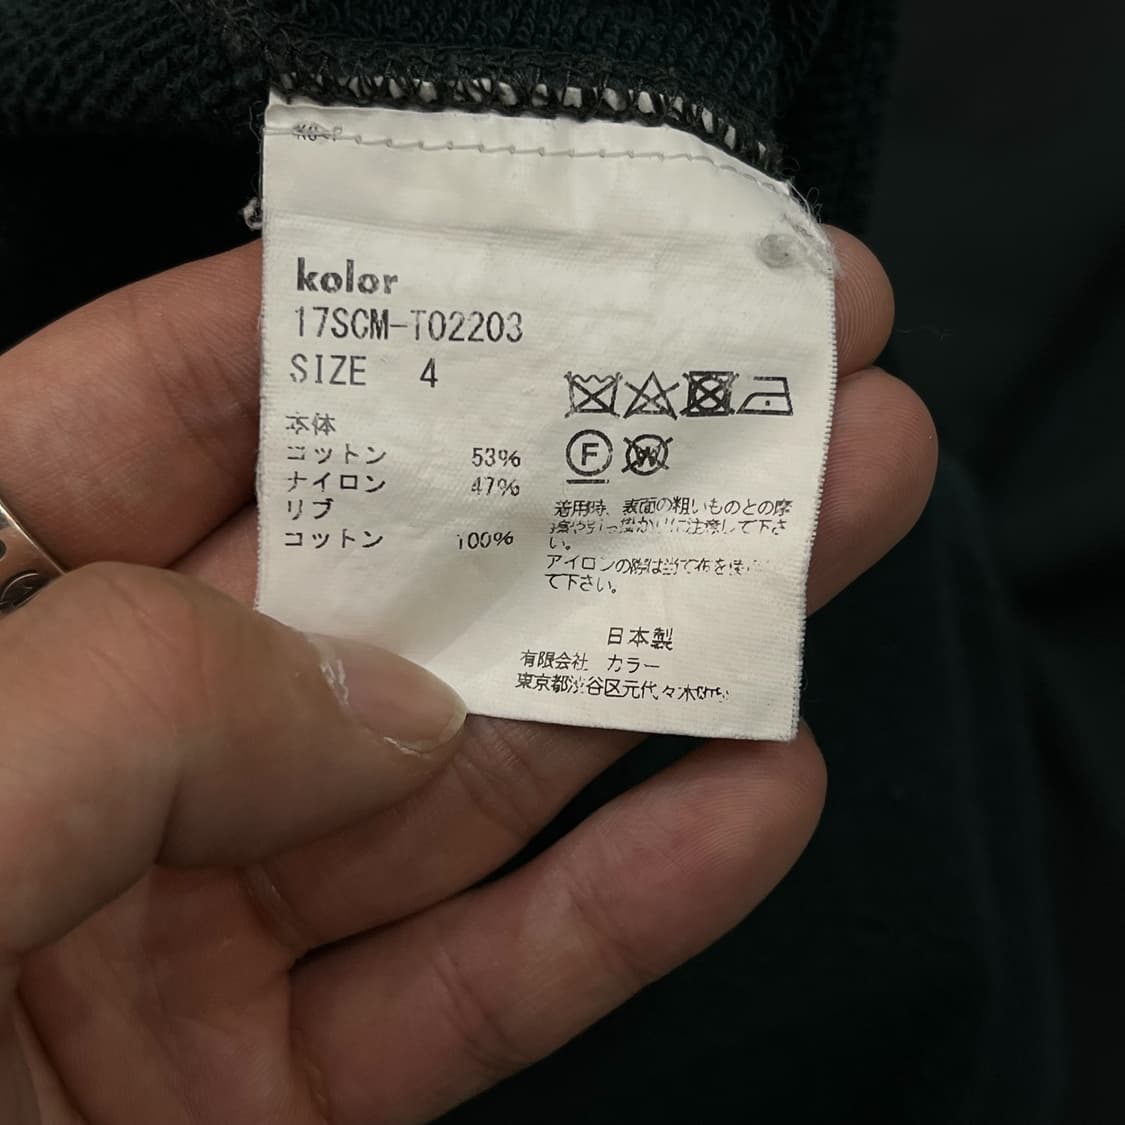 kolor
17SCM-T02203
SIZE 4
本体
コットン 53%
ナイロン 47%
リブ
コットン 100%
F
W
着用時、表面の粗いものとの摩
擦や引っ掛かりに注意して下さ
い。
アイロンの際は当て布を使
て下さい。
日本製
有限会社 カラー
東京都渋谷区元代々木町